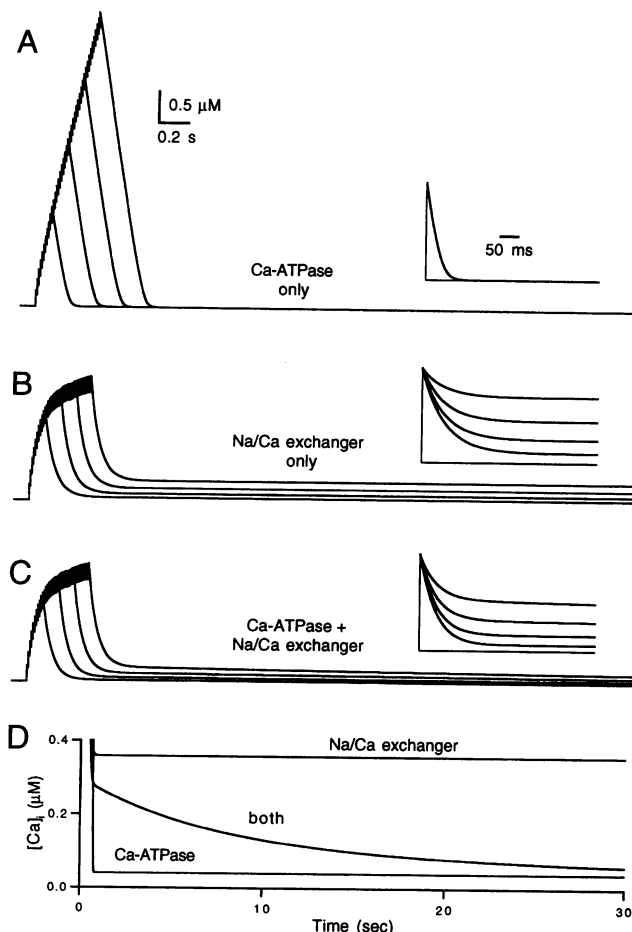 A
0.5 µM
0.2 s
50 ms
Ca-ATPase
only
B
Na/Ca exchanger
only
C
Ca-ATPase +
Na/Ca exchanger
D
0.4
Na/Ca exchanger
[Ca]i (µM)
0.2
both
Ca-ATPase
0.0
0
10
20
30
Time (sec)